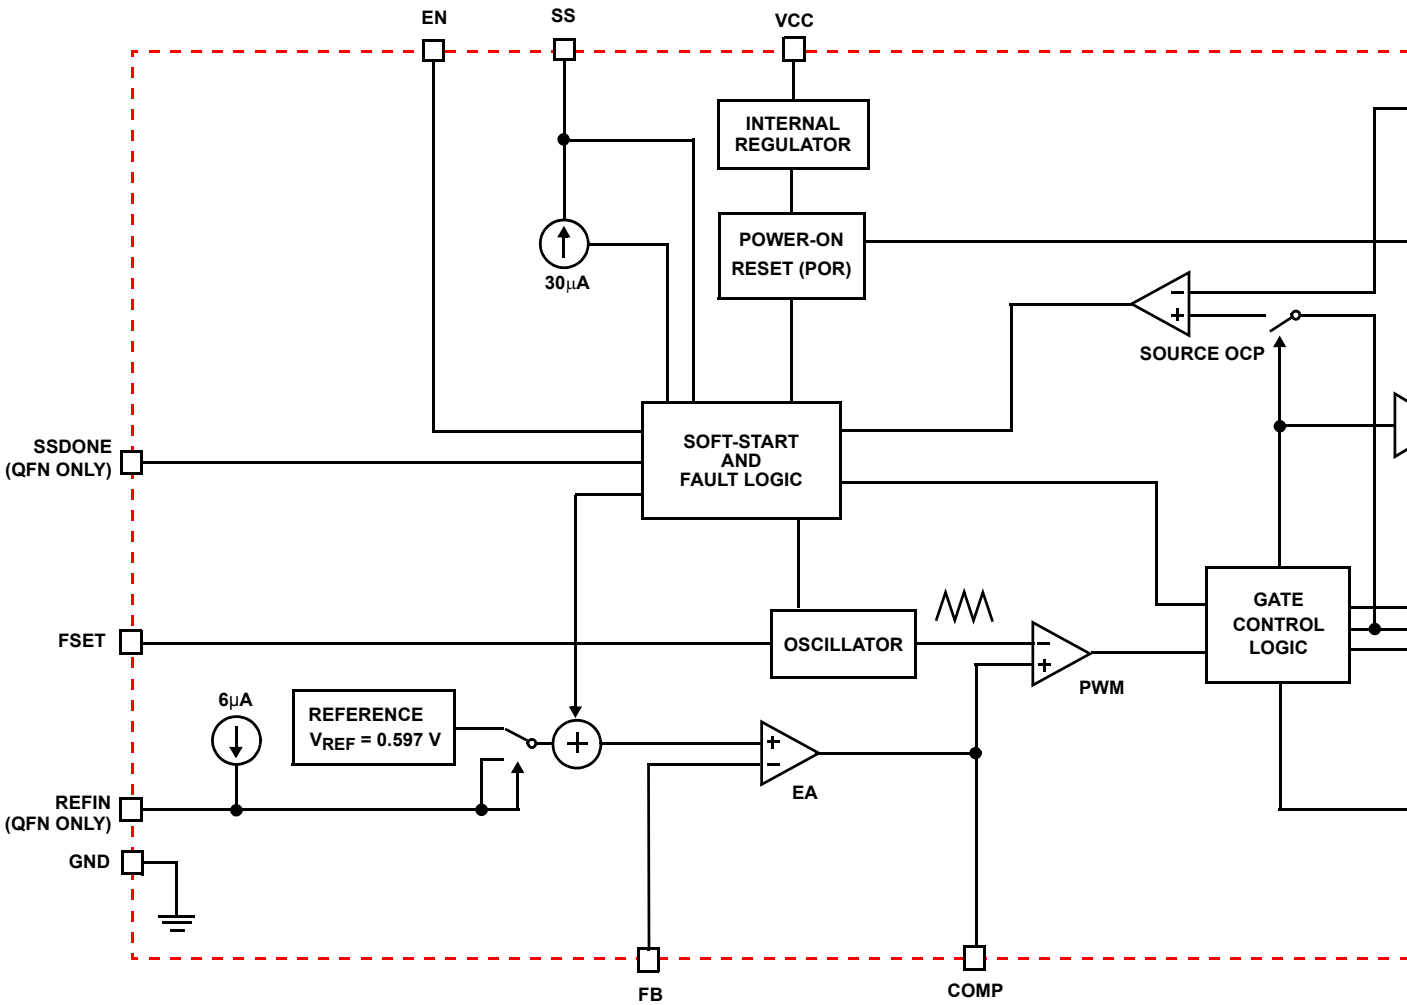 EN
SS
VCC
INTERNAL
REGULATOR
POWER-ON
RESET (POR)
30μA
SOURCE OCP
SSDONE
(QFN ONLY)
SOFT-START
AND
FAULT LOGIC
FSET
OSCILLATOR
PWM
GATE
CONTROL
LOGIC
6μA
REFERENCE
VREF = 0.597 V
EA
REFIN
(QFN ONLY)
GND
FB
COMP